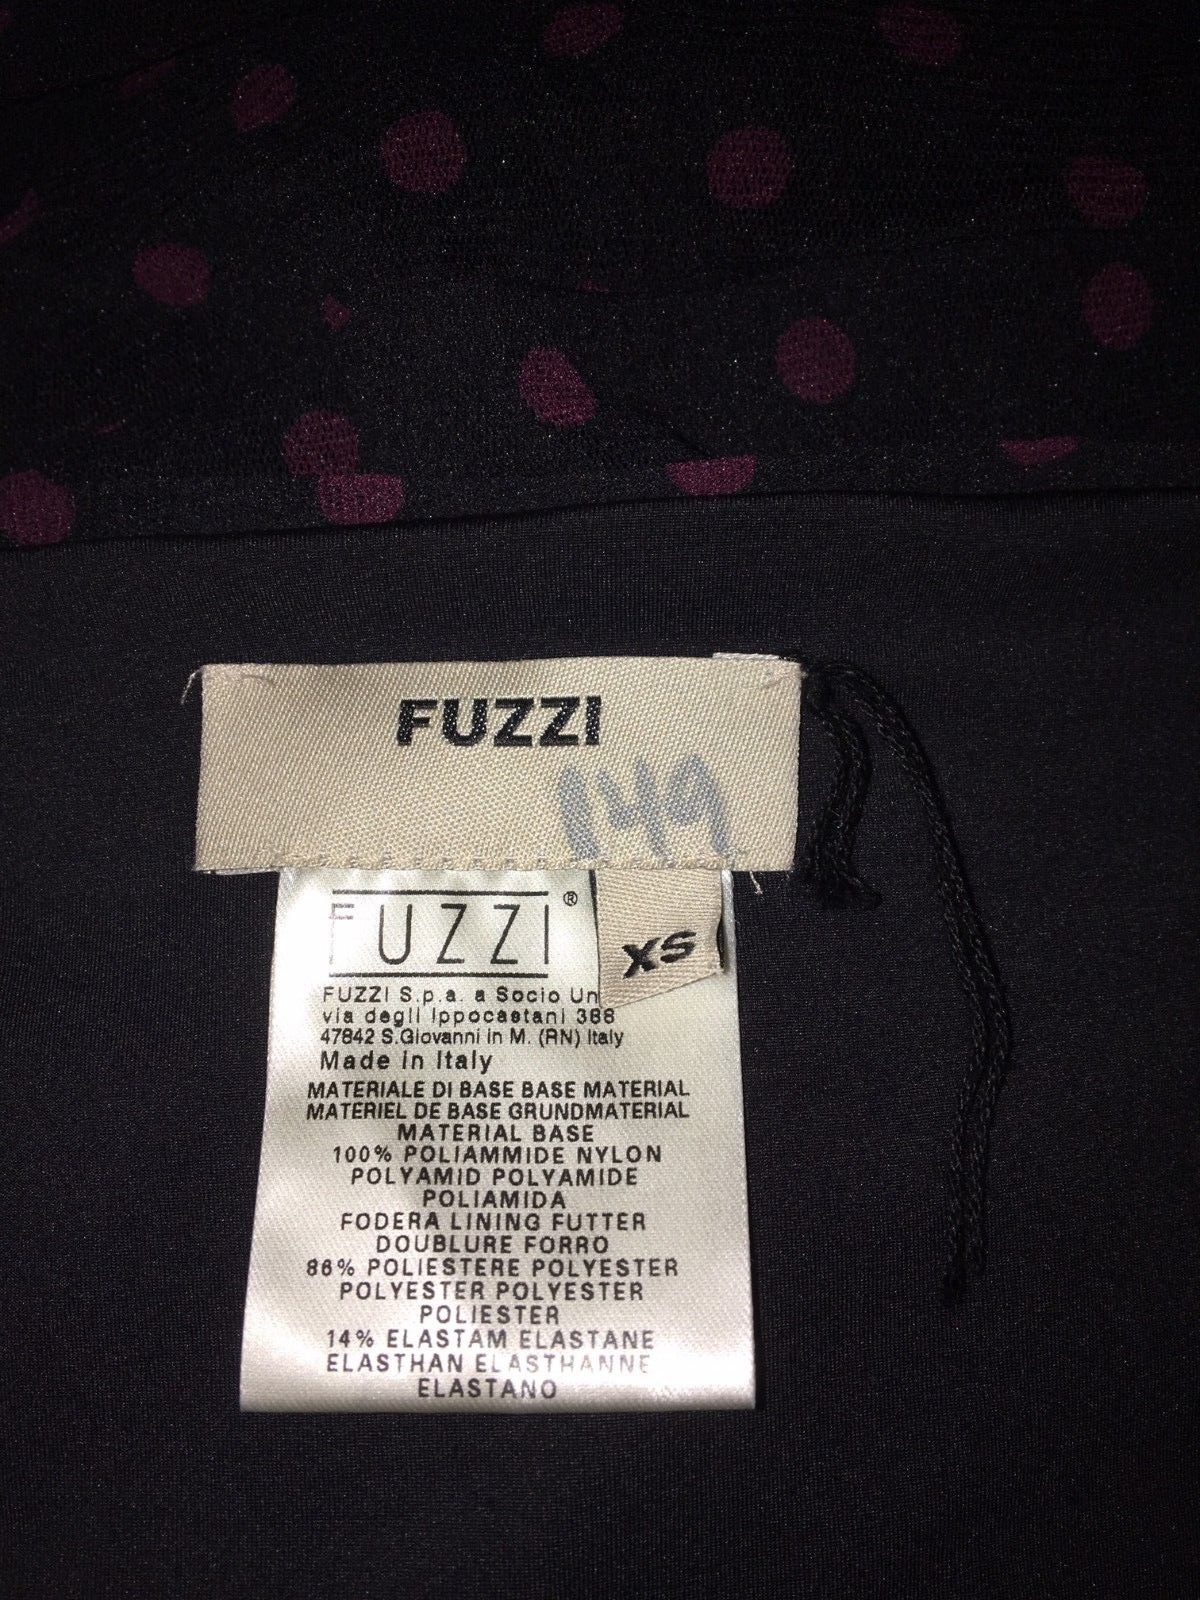 FUZZI
149
FUZZI®
XS
FUZZI S.p.a. a Socio Un
via degli Ippocastani 388
47842 S.Giovanni in M. (RN) Italy
Made in Italy
MATERIALE DI BASE BASE MATERIAL
MATERIEL DE BASE GRUNDMATERIAL
MATERIAL BASE
100% POLIAMMIDE NYLON
POLYAMID POLYAMIDE
POLIAMIDA
FODERA LINING FUTTER
DOUBLURE FORRO
86% POLIESTERE POLYESTER
POLYESTER POLYESTER
POLIESTER
14% ELASTAM ELASTANE
ELASTHAN ELASTHANNE
ELASTANO